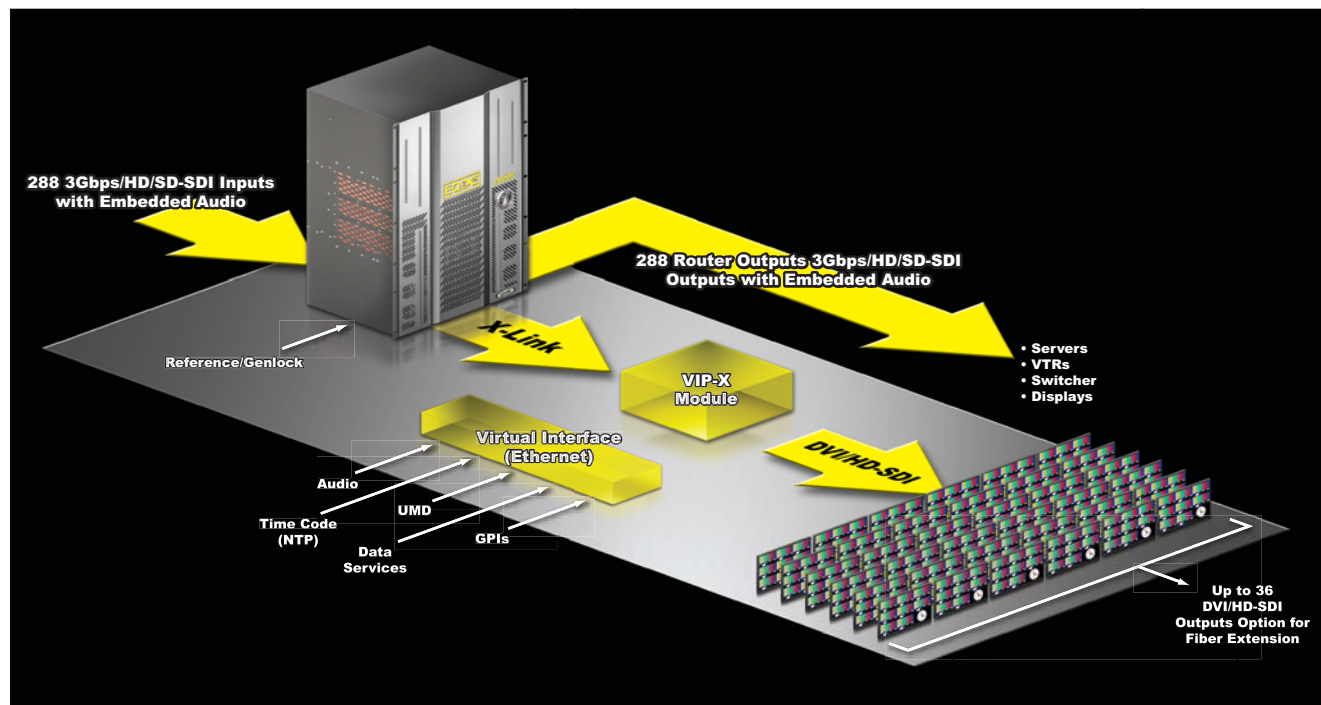 288 3Gbps/HD/SD-SDI Inputs
with Embedded Audio
EQX
288 Router Outputs 3Gbps/HD/SD-SDI
Outputs with Embedded Audio
• Servers
• VTRs
• Switcher
• Displays
X-Link
Reference/Genlock
VIP-X
Module
Virtual Interface
(Ethernet)
DVI/HD-SDI
Audio
Time Code
(NTP)
UMD
Data
Services
GPIs
Up to 36
DVI/HD-SDI
Outputs Option for
Fiber Extension